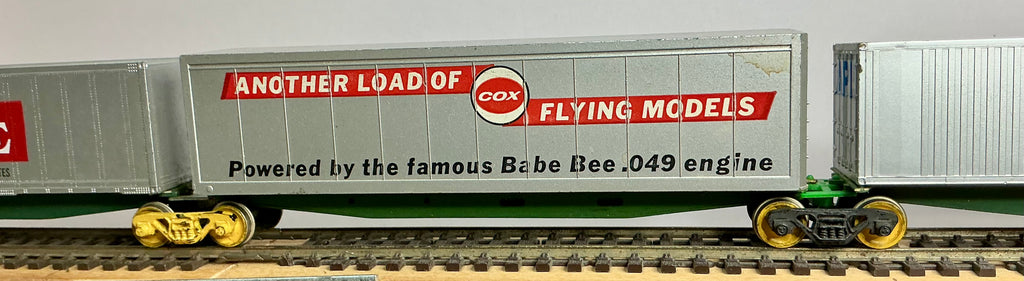 ANOTHER LOAD OF
COX
FLYING MODELS
Powered by the famous Babe Bee .049 engine